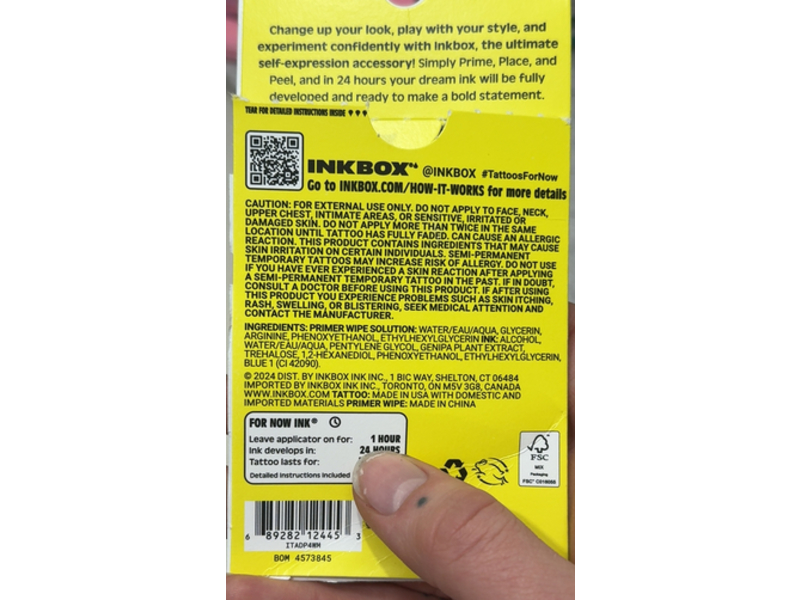 Change up your look, play with your style, and
experiment confidently with Inkbox, the ultimate
self-expression accessory! Simply Prime, Place, and
Peel, and in 24 hours your dream ink will be fully
developed and ready to make a bold statement.
TEAR FOR DETAILED INSTRUCTIONS INSIDE
INKBOX @INKBOX #TattoosForNow
Go to INKBOX.COM/HOW-IT-WORKS for more details
CAUTION: FOR EXTERNAL USE ONLY. DO NOT APPLY TO FACE, NECK,
UPPER CHEST, INTIMATE AREAS, OR SENSITIVE, IRRITATED OR
DAMAGED SKIN. DO NOT APPLY MORE THAN TWICE IN THE SAME
LOCATION UNTIL TATTOO HAS FULLY FADED. CAN CAUSE AN ALLERGIC
REACTION. THIS PRODUCT CONTAINS INGREDIENTS THAT MAY CAUSE
SKIN IRRITATION ON CERTAIN INDIVIDUALS. SEMI-PERMANENT
TEMPORARY TATTOOS MAY INCREASE RISK OF ALLERGY. DO NOT USE
IF YOU HAVE EVER EXPERIENCED A SKIN REACTION AFTER APPLYING
A SEMI-PERMANENT TEMPORARY TATTOO IN THE PAST. IF IN DOUBT,
CONSULT A DOCTOR BEFORE USING THIS PRODUCT. IF AFTER USING
THIS PRODUCT YOU EXPERIENCE PROBLEMS SUCH AS SKIN ITCHING,
RASH, SWELLING, OR BLISTERING, SEEK MEDICAL ATTENTION AND
CONTACT THE MANUFACTURER.
INGREDIENTS: PRIMER WIPE SOLUTION: WATER/EAU/AQUA, GLYCERIN,
ARGININE, PHENOXYETHANOL, ETHYLHEXYLGLYCERIN INK: ALCOHOL,
WATER/EAU/AQUA, PENTYLENE GLYCOL, GENIPA PLANT EXTRACT,
TREHALOSE, 1,2-HEXANEDIOL, PHENOXYETHANOL, ETHYLHEXYLGLYCERIN,
BLUE 1 (CI 42090).
© 2024 DIST. BY INKBOX INK INC., 1 BIC WAY, SHELTON, CT 06484
IMPORTED BY INKBOX INK INC., TORONTO, ON M5V 3G8, CANADA
WWW.INKBOX.COM TATTOO: MADE IN USA WITH DOMESTIC AND
IMPORTED MATERIALS PRIMER WIPE: MADE IN CHINA
FOR NOW INK®
Leave applicator on for: 1 HOUR
Ink develops in: 24 HOURS
Tattoo lasts for:
Detailed Instructions Included
FSC
MIX
Packaging
FSC® C018050
6 89282 12445 3
ITADP4WH
BOM 4573845